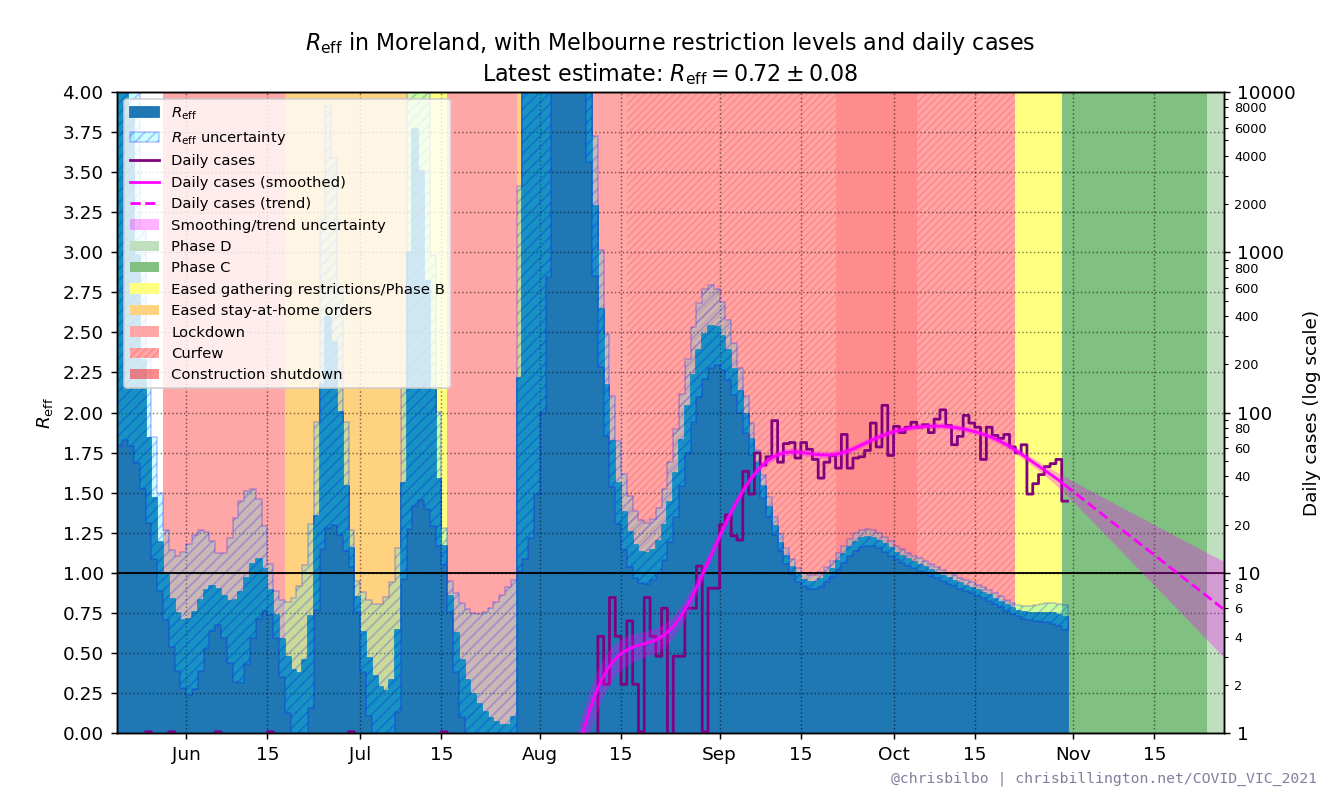 Reff in Moreland, with Melbourne restriction levels and daily cases
Latest estimate: Reff = 0.72 ± 0.08
4.00
3.75
3.50
3.25
3.00
2.75
2.50
2.25
2.00
1.75
1.50
1.25
1.00
0.75
0.50
0.25
0.00
Reff
Reff
Reff uncertainty
Daily cases
Daily cases (smoothed)
Daily cases (trend)
Smoothing/trend uncertainty
Phase D
Phase C
Eased gathering restrictions/Phase B
Eased stay-at-home orders
Lockdown
Curfew
Construction shutdown
10000
8000
6000
4000
2000
1000
800
600
400
200
100
80
60
40
20
10
8
6
4
2
1
Daily cases (log scale)
Jun 15 Jul 15 Aug 15 Sep 15 Oct 15 Nov 15
@chrisbilbo | chrisbillington.net/COVID_VIC_2021